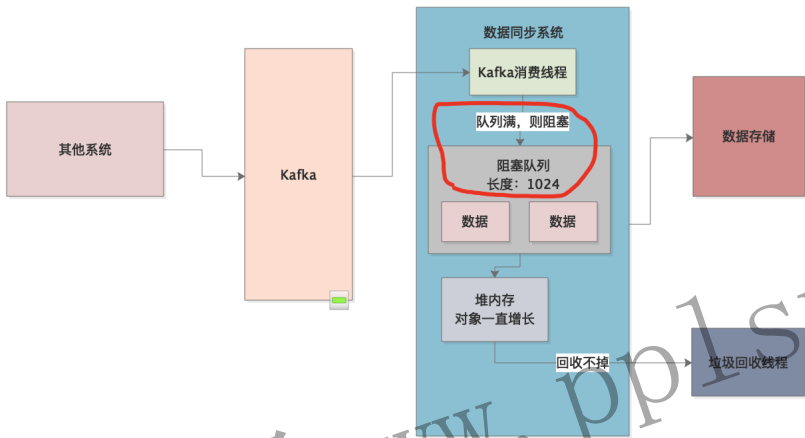 数据同步系统
Kafka消费线程
队列满，则阻塞
其他系统
Kafka
数据存储
阻塞队列
长度：1024
数据
数据
堆内存
对象一直增长
回收不掉
垃圾回收线程